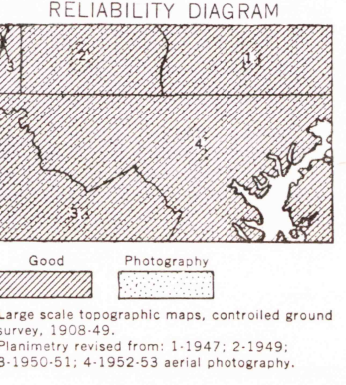 RELIABILITY DIAGRAM
3
2
1
4
3
Good
Photography
Large scale topographic maps, controlled ground
survey, 1908-49.
Planimetry revised from: 1-1947; 2-1949;
3-1950-51; 4-1952-53 aerial photography.